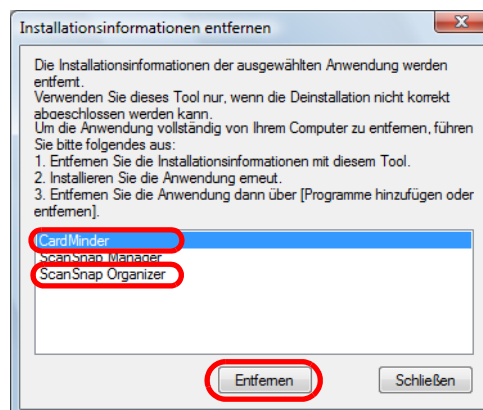 Installationsinformationen entfernen
Die Installationsinformationen der ausgewählten Anwendung werden
entfernt.
Verwenden Sie dieses Tool nur, wenn die Deinstallation nicht korrekt
abgeschlossen werden kann.
Um die Anwendung vollständig von Ihrem Computer zu entfernen, führen
Sie bitte folgendes aus:
1. Entfernen Sie die Installationsinformationen mit diesem Tool.
2. Installieren Sie die Anwendung erneut.
3. Entfernen Sie die Anwendung dann über [Programme hinzufügen oder
entfernen].
CardMinder
ScanSnap Manager
ScanSnap Organizer
Entfernen
Schließen